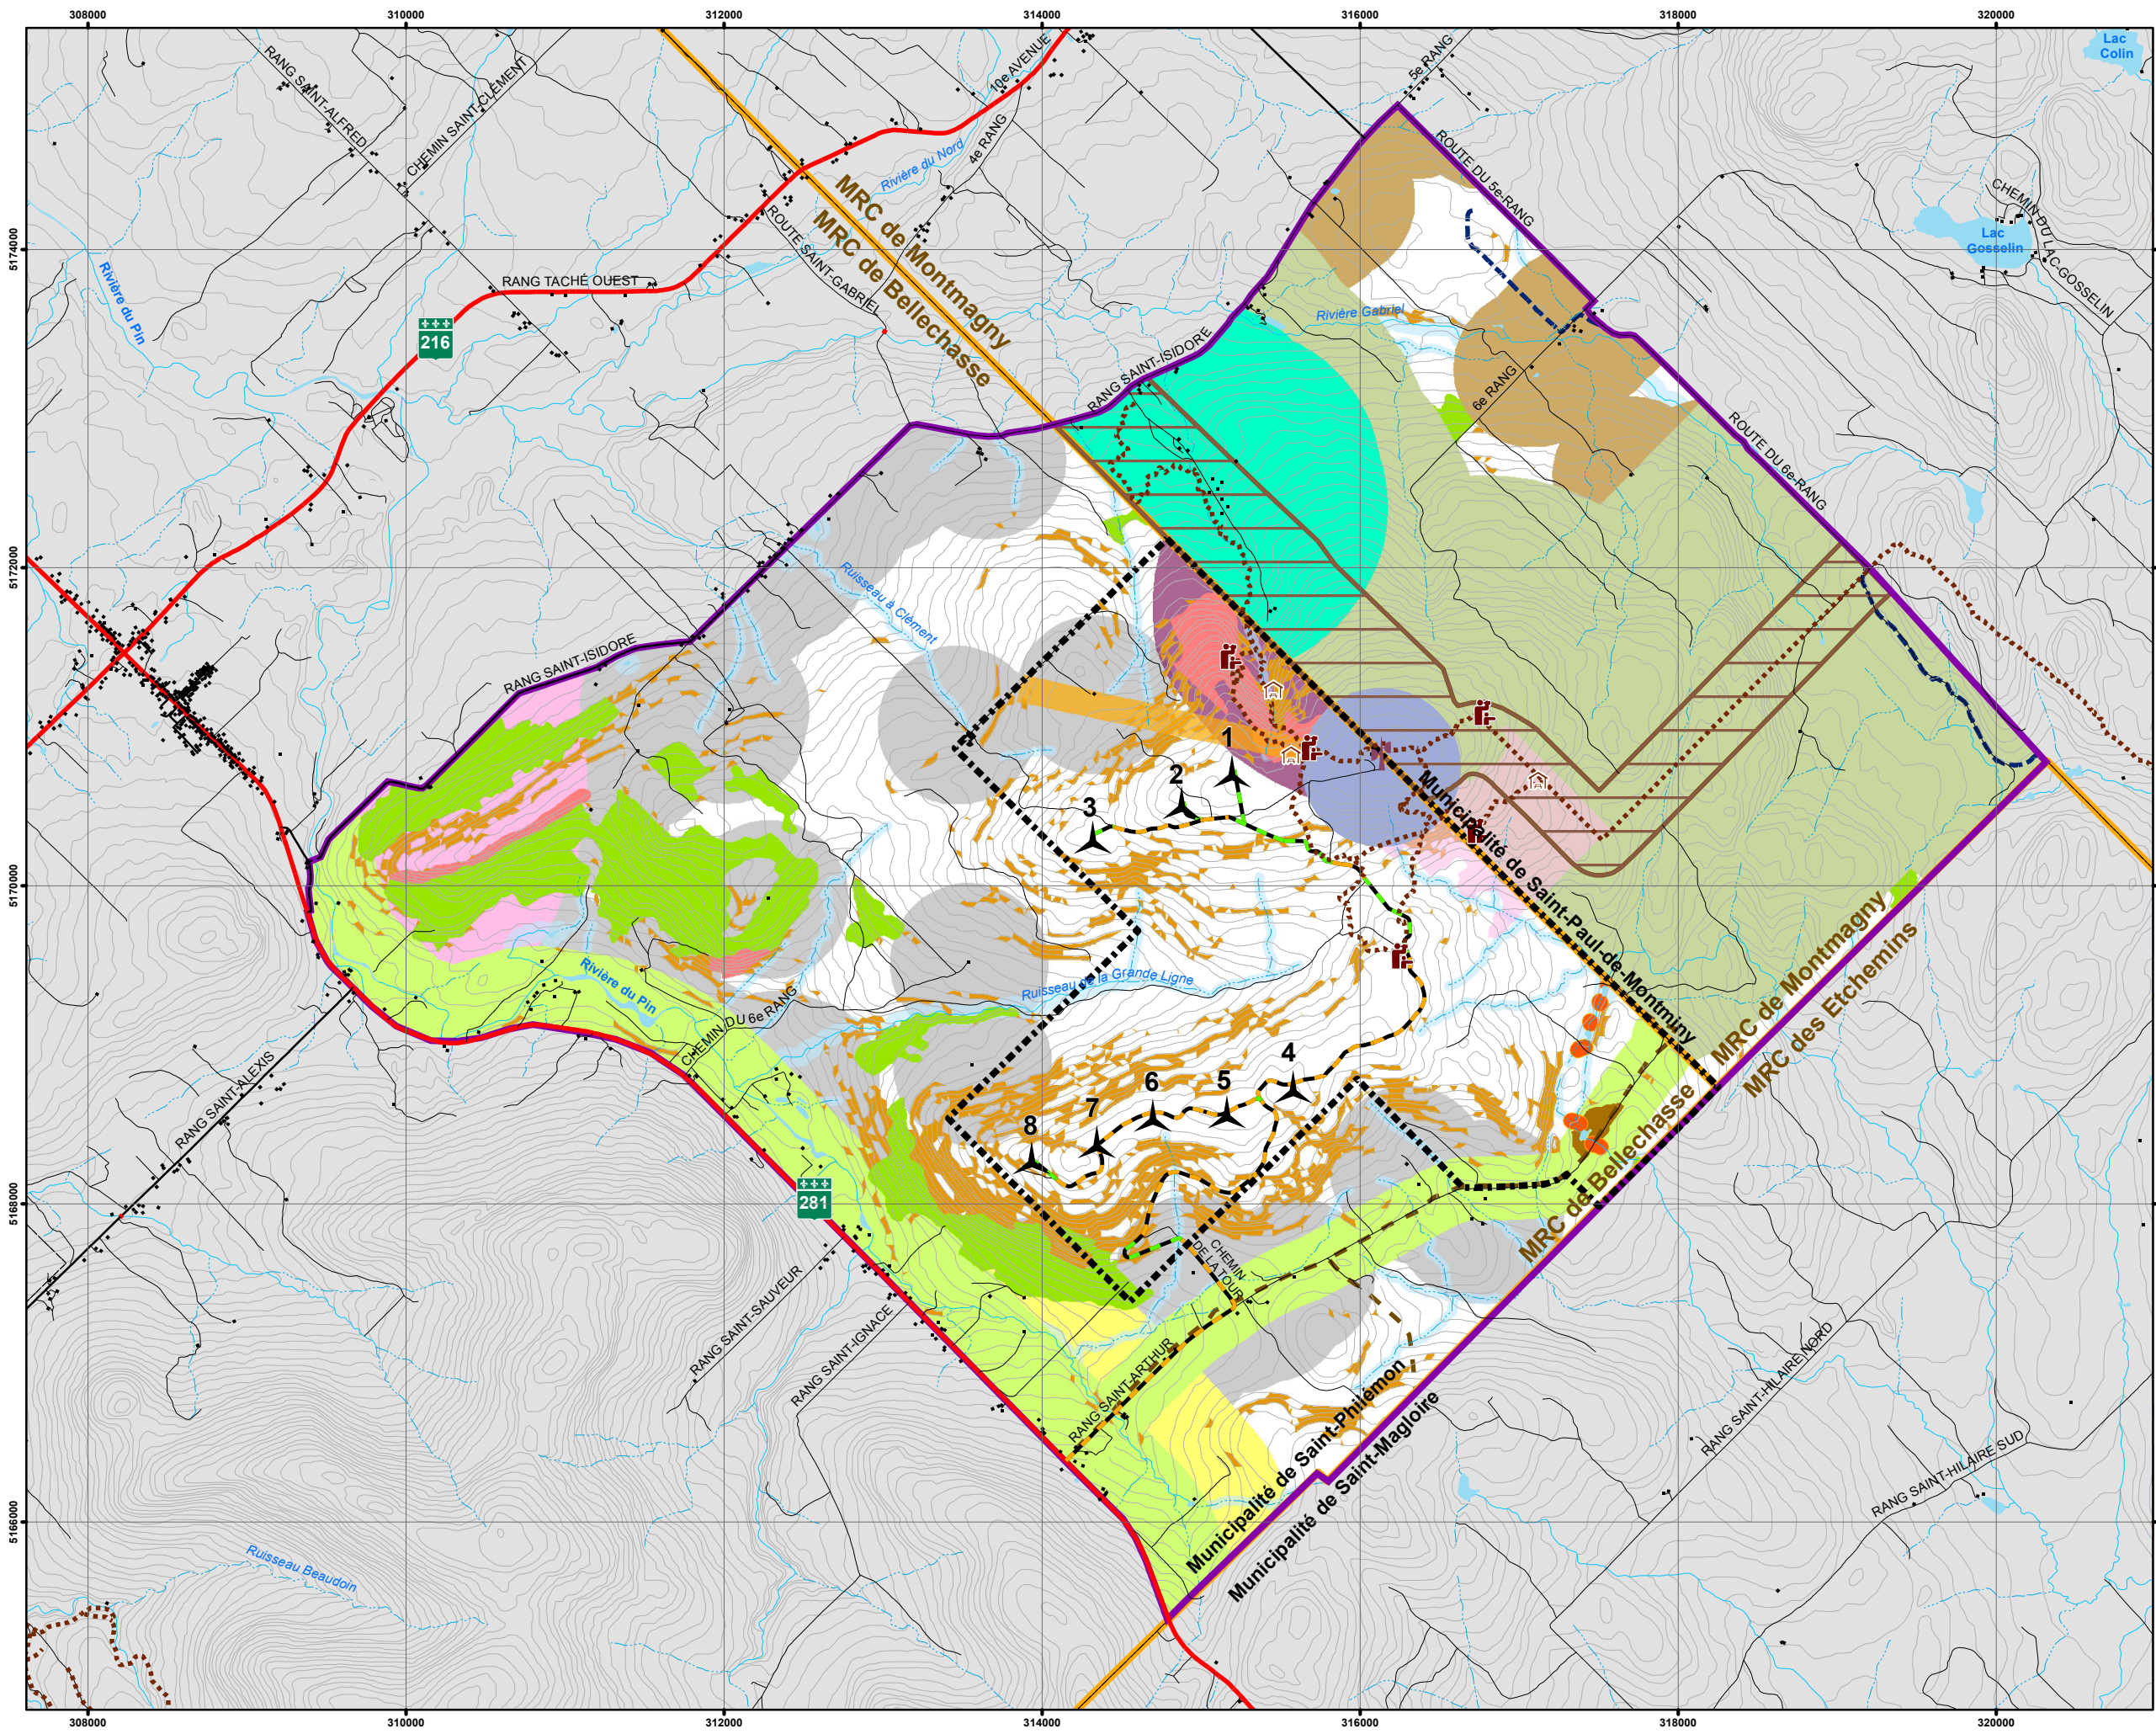 308000
310000
312000
314000
316000
318000
320000
Lac
Colin
RANG SAINT-ALFRED
CHEMIN SAINT-CLÉMENT
10e AVENUE
5e RANG
4e RANG
Rivière du Nord
ROUTE DU 5e-RANG
MRC de Montmagny
MRC de Bellechasse
ROUTE SAINT-GABRIEL
CHEMIN DU LAC-GOSSELIN
Lac
Gosselin
5174000
Rivière du Pin
RANG TACHÉ OUEST
216
Rivière Gabriel
RANG SAINT-ISIDORE
6e RANG
ROUTE DU 6e-RANG
5172000
Ruisseau à Clément
RANG SAINT-ISIDORE
1
2
3
Municipalité de Saint-Paul-de-Montminy
5170000
Rivière du Pin
Ruisseau de la Grande Ligne
CHEMIN DU 6e RANG
MRC de Montmagny
MRC des Etchemins
RANG SAINT-ALEXIS
4
5
6
7
8
MRC de Bellechasse
5168000
281
CHEMIN
DE LA TOUR
RANG SAINT-SAUVEUR
RANG SAINT-IGNACE
RANG SAINT-ARTHUR
RANG SAINT-HILAIRE NORD
RANG SAINT-HILAIRE SUD
Municipalité de Saint-Philémon
Municipalité de Saint-Magloire
5166000
Ruisseau Beaudoin
308000
310000
312000
314000
316000
318000
320000